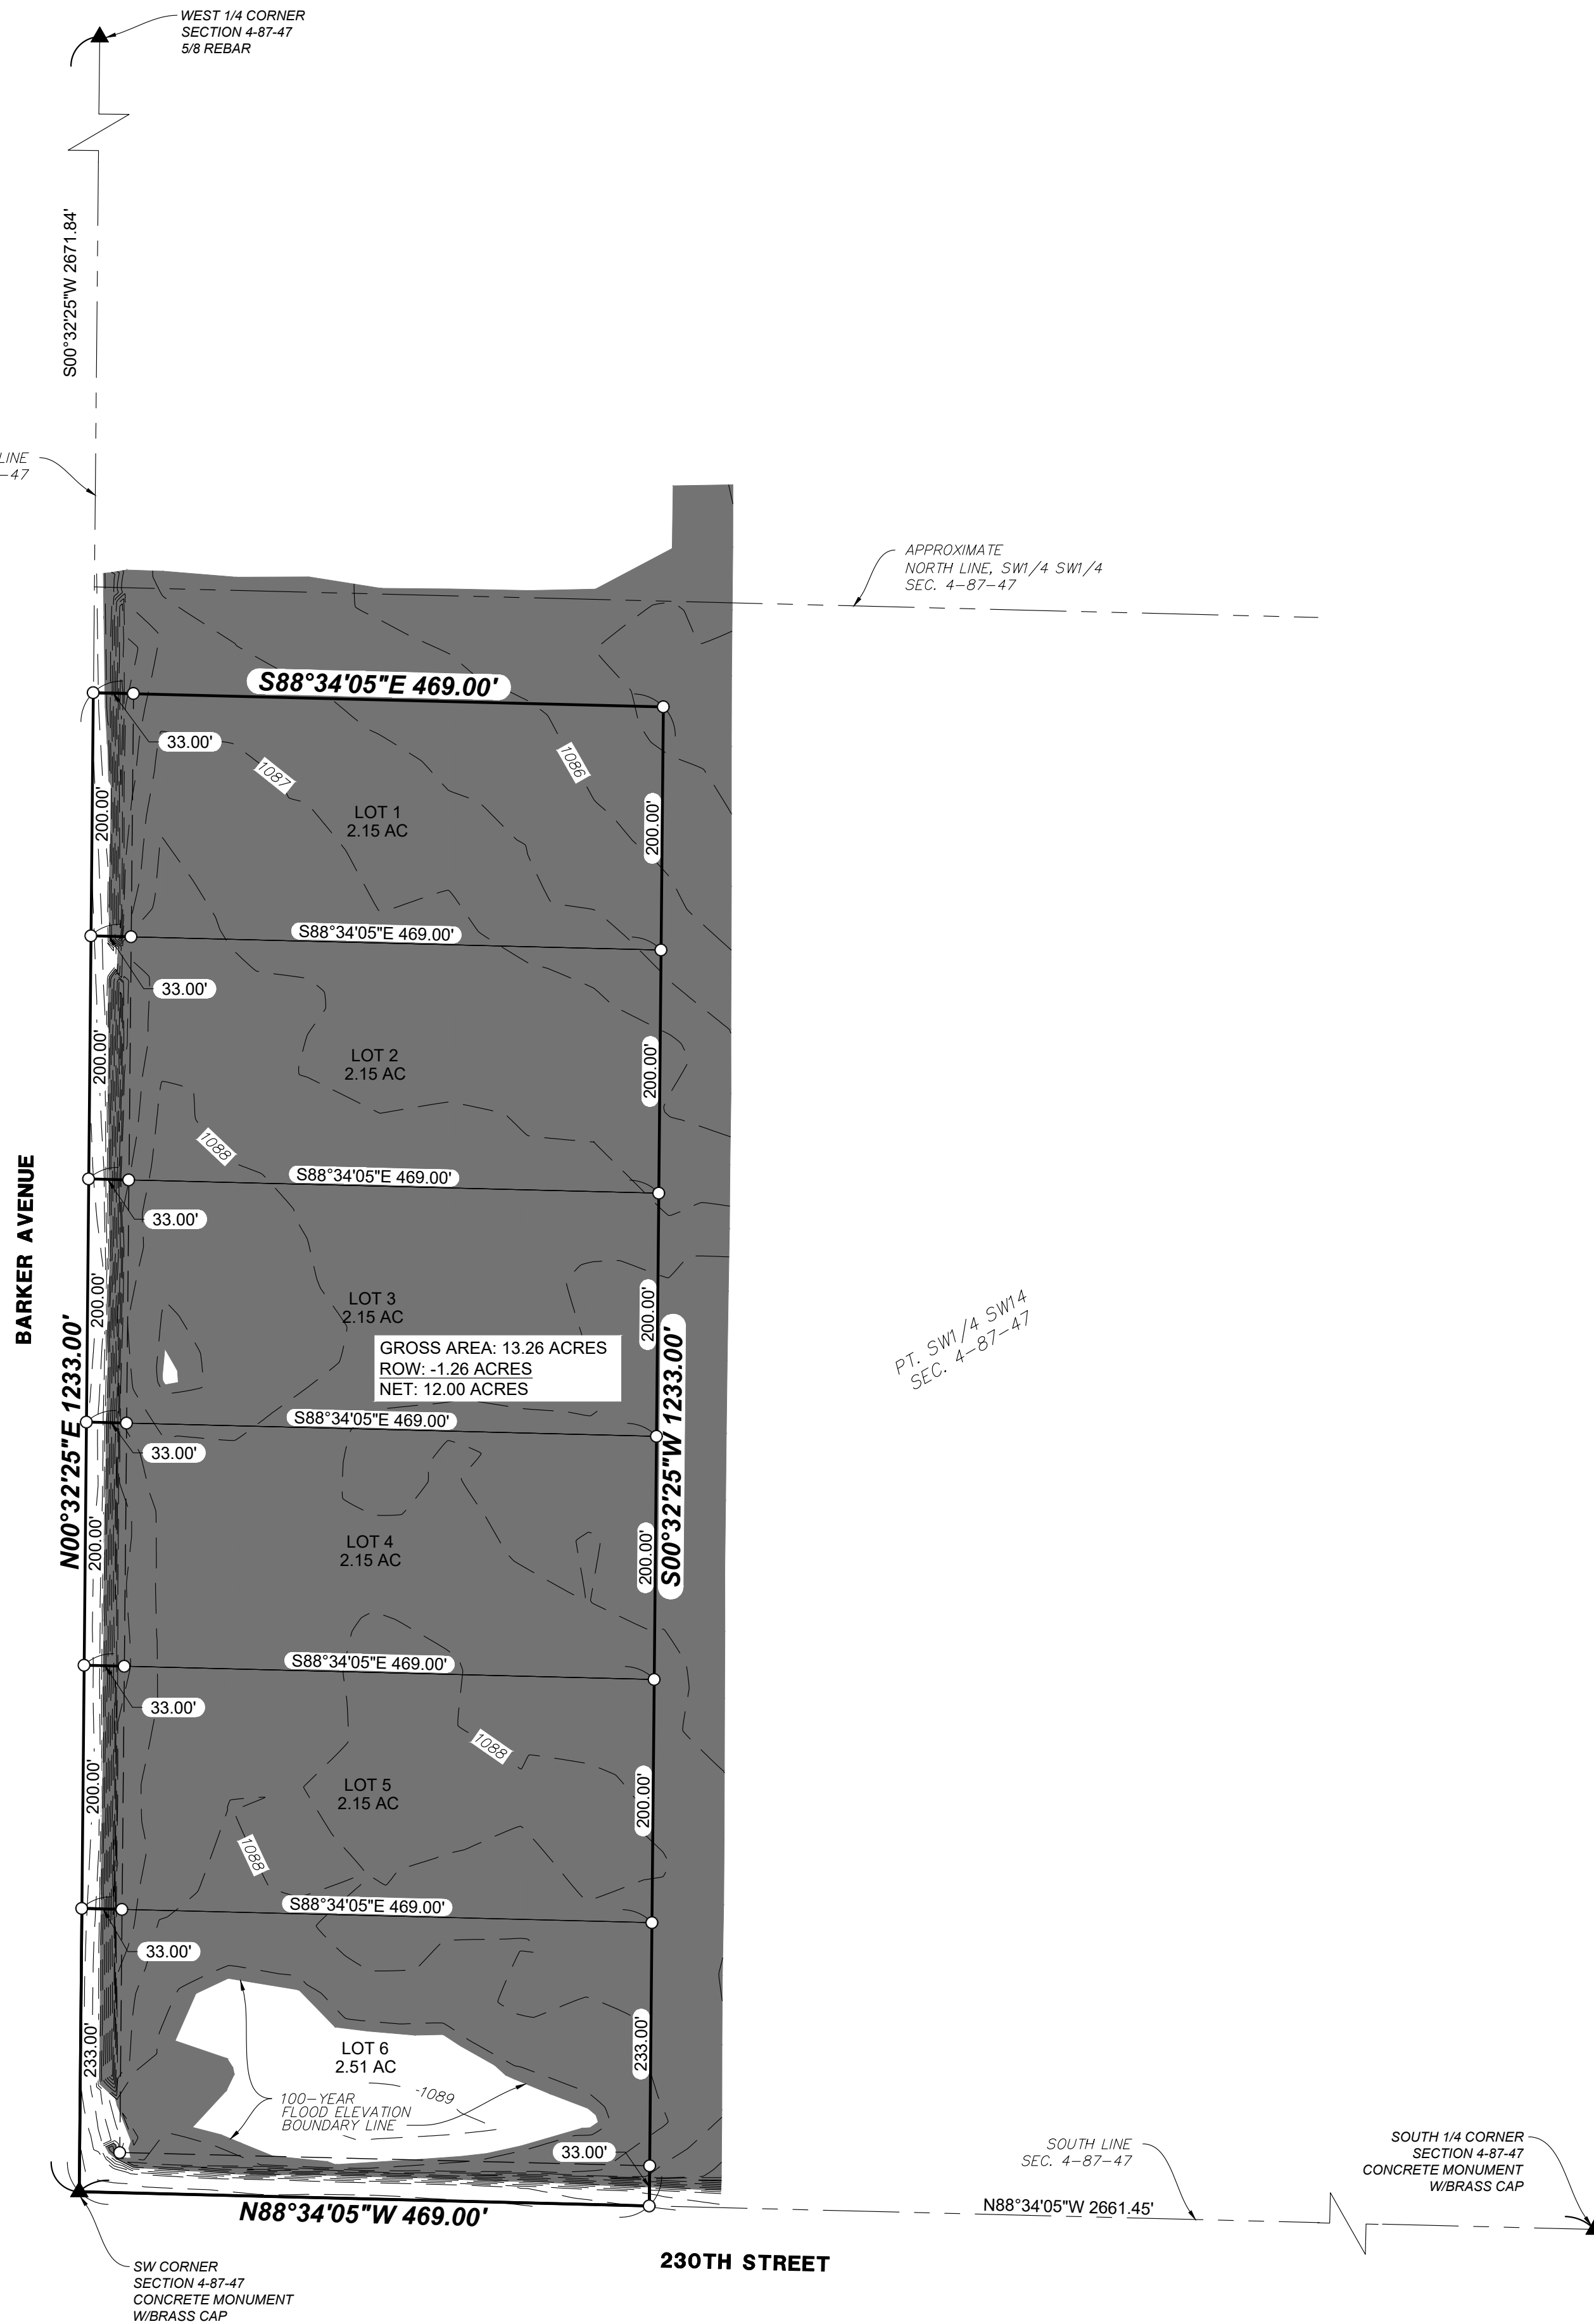 WEST 1/4 CORNER
SECTION 4-87-47
5/8 REBAR
S00°32'25"W 2671.84'
LINE
-47
APPROXIMATE
NORTH LINE, SW1/4 SW1/4
SEC. 4-87-47
S88°34'05"E 469.00'
33.00'
1087
1086
200.00'
200.00'
LOT 1
2.15 AC
S88°34'05"E 469.00'
33.00'
200.00'
200.00'
LOT 2
2.15 AC
1088
S88°34'05"E 469.00'
33.00'
BARKER AVENUE
200.00'
200.00'
LOT 3
2.15 AC
GROSS AREA: 13.26 ACRES
ROW: -1.26 ACRES
NET: 12.00 ACRES
PT. SW1/4 SW14
SEC. 4-87-47
N00°32'25"E 1233.00'
S00°32'25"W 1233.00'
S88°34'05"E 469.00'
33.00'
200.00'
200.00'
LOT 4
2.15 AC
S88°34'05"E 469.00'
33.00'
1088
200.00'
200.00'
LOT 5
2.15 AC
1088
S88°34'05"E 469.00'
33.00'
233.00'
233.00'
LOT 6
2.51 AC
1089
100-YEAR
FLOOD ELEVATION
BOUNDARY LINE
33.00'
SOUTH LINE
SEC. 4-87-47
SOUTH 1/4 CORNER
SECTION 4-87-47
CONCRETE MONUMENT
W/BRASS CAP
N88°34'05"W 469.00'
N88°34'05"W 2661.45'
230TH STREET
SW CORNER
SECTION 4-87-47
CONCRETE MONUMENT
W/BRASS CAP